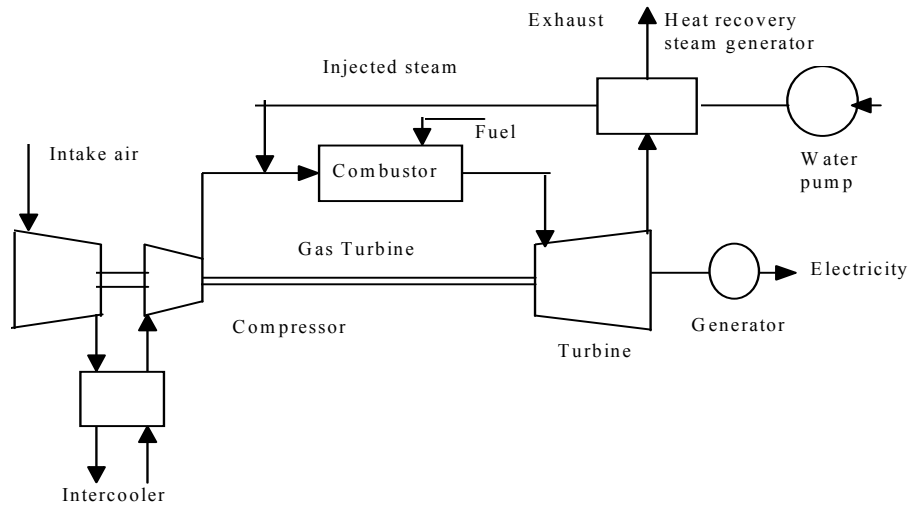 Exhaust
Heat recovery
steam generator
Injected steam
Fuel
Intake air
Combustor
Water
pump
Gas Turbine
Electricity
Compressor
Generator
Turbine
Intercooler